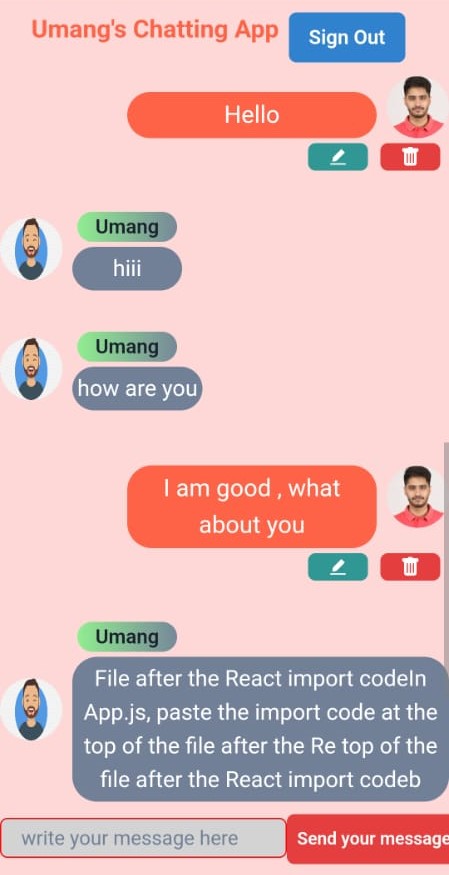 Umang's Chatting App
Sign Out
Hello
Umang
hiii
Umang
how are you
I am good , what
about you
Umang
File after the React import codeIn
App.js, paste the import code at the
top of the file after the Re top of the
file after the React import codeb
write your message here
Send your message